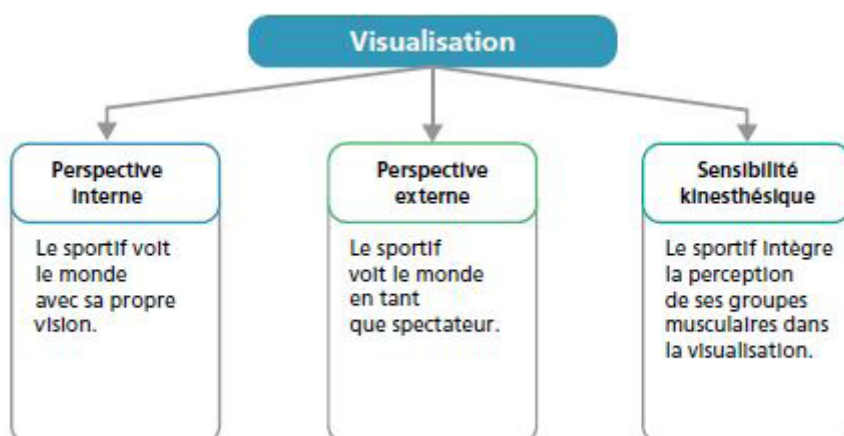 Visualisation
Perspective
interne
Le sportif voit
le monde
avec sa propre
vision.
Perspective
externe
Le sportif
voit le monde
en tant
que spectateur.
Sensibilité
kinesthésique
Le sportif intègre
la perception
de ses groupes
musculaires dans
la visualisation.